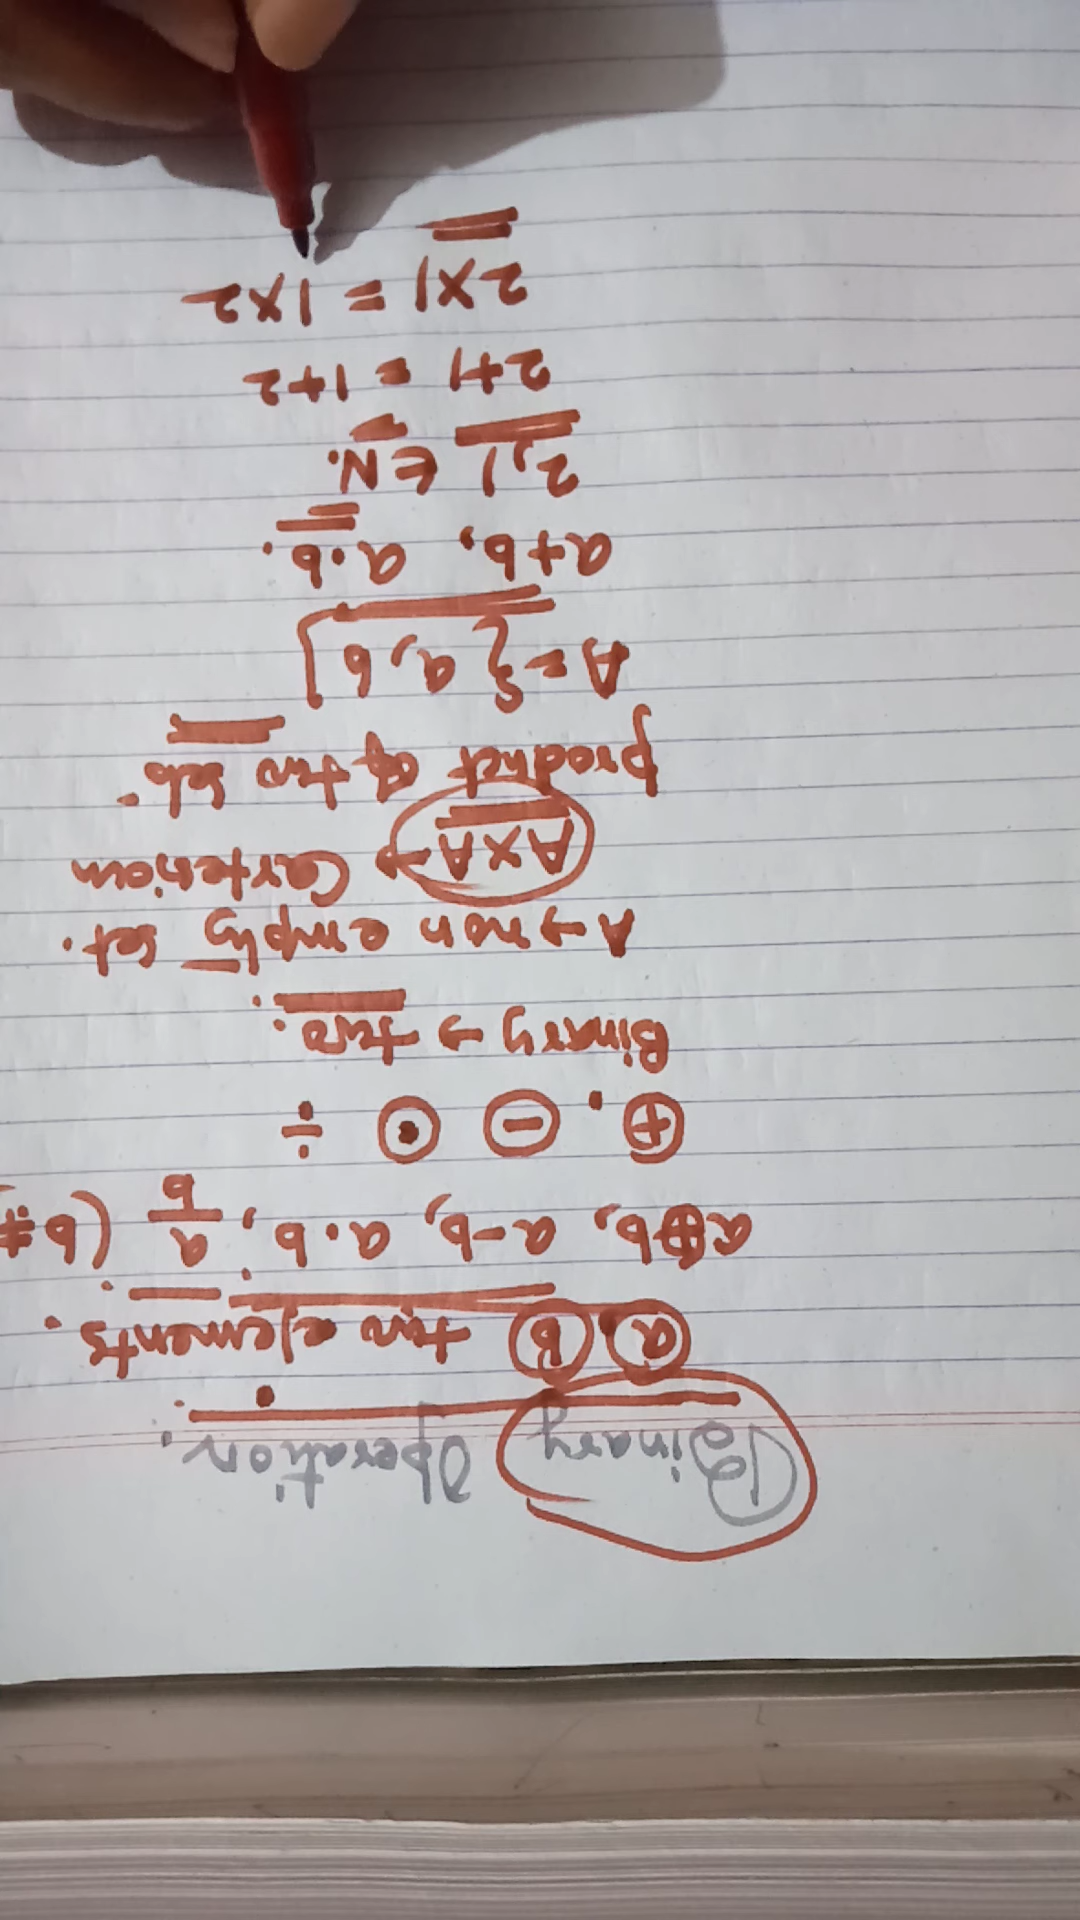 Binary Operation.
a, b two elements.
a+b, a-b, a.b, a/b (b ≠
+ . - . ÷
Binary → two.
A → non empty set.
A×A → Cartesian
product of two sets.
A = { a, b }
a+b, a.b.
2,1 ∈ N.
2+1 = 1+2
2×1 = 1×2